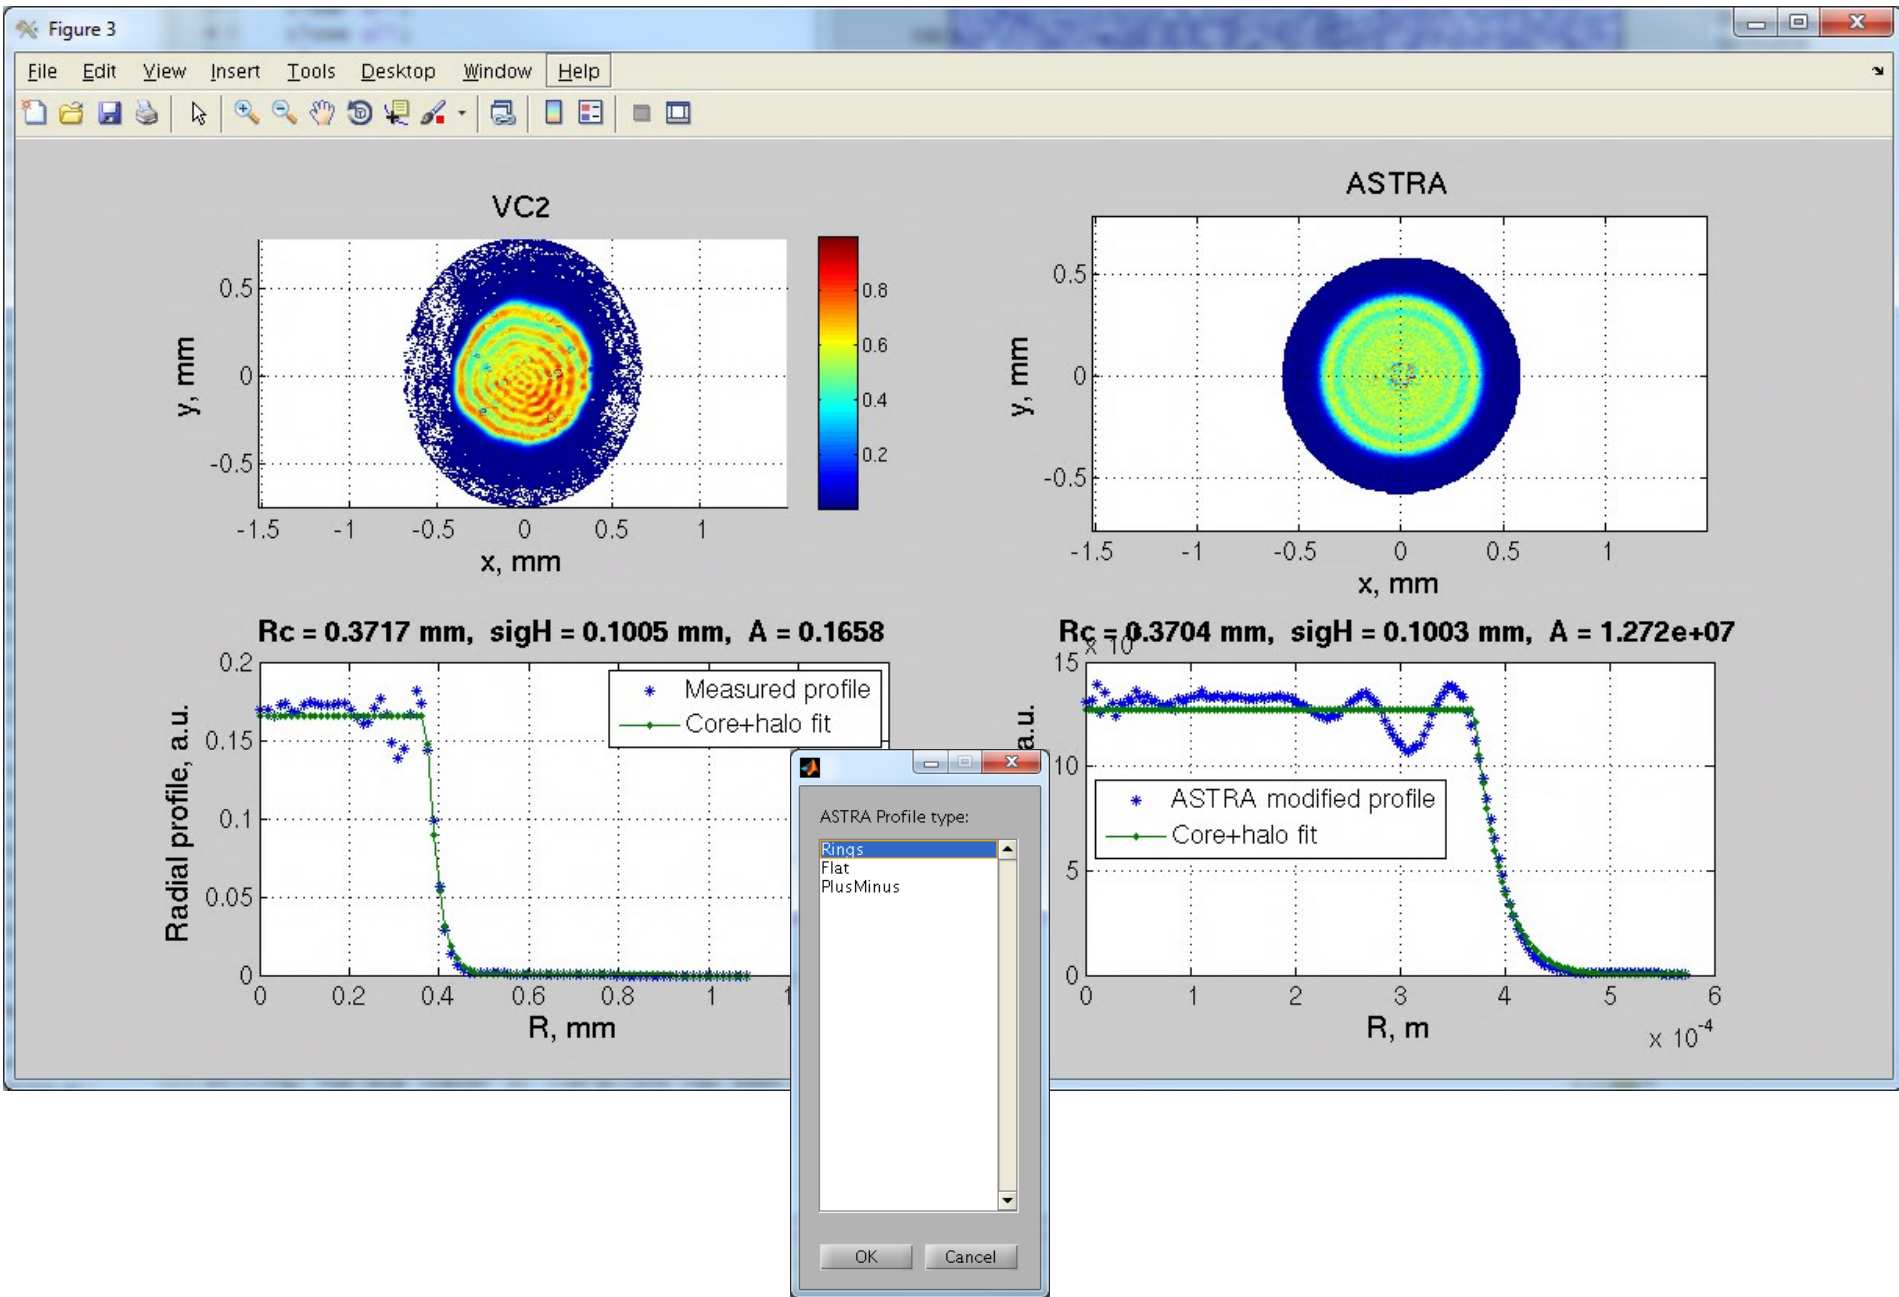 Figure 3
File Edit View Insert Tools Desktop Window Help
VC2
0.5
0
-0.5
y, mm
-1.5 -1 -0.5 0 0.5 1
x, mm
0.8
0.6
0.4
0.2
ASTRA
0.5
0
-0.5
y, mm
-1.5 -1 -0.5 0 0.5 1
x, mm
Rc = 0.3717 mm, sigH = 0.1005 mm, A = 0.1658
0.2
0.15
0.1
0.05
0
Radial profile, a.u.
Measured profile
Core+halo fit
0 0.2 0.4 0.6 0.8 1
R, mm
Rc = 0.3704 mm, sigH = 0.1003 mm, A = 1.272e+07
15
10
5
0
a.u.
ASTRA modified profile
Core+halo fit
0 1 2 3 4 5 6
R, m
x 10-4
ASTRA Profile type:
Rings
Flat
PlusMinus
OK Cancel